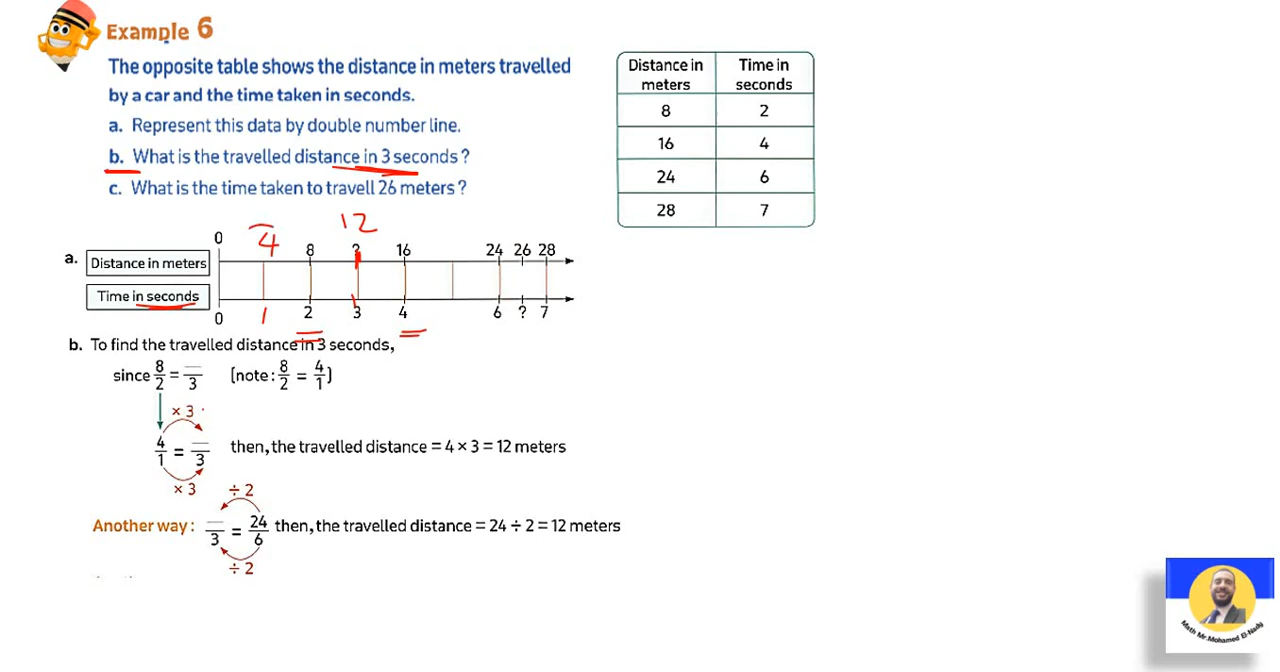 Example 6
The opposite table shows the distance in meters travelled
by a car and the time taken in seconds.
a. Represent this data by double number line.
b. What is the travelled distance in 3 seconds?
c. What is the time taken to travell 26 meters?
Distance in meters Time in seconds
8 2
16 4
24 6
28 7
12
0 4 8 ? 16 24 26 28
a. Distance in meters
Time in seconds
0 1 2 3 4 6 ? 7
b. To find the travelled distance in 3 seconds,
since 8/2 = —/3 [note: 8/2 = 4/1]
× 3
4/1 = —/3 then, the travelled distance = 4 × 3 = 12 meters
× 3
÷ 2
Another way: —/3 = 24/6 then, the travelled distance = 24 ÷ 2 = 12 meters
÷ 2
Math Mr.Mohamed El-Nady